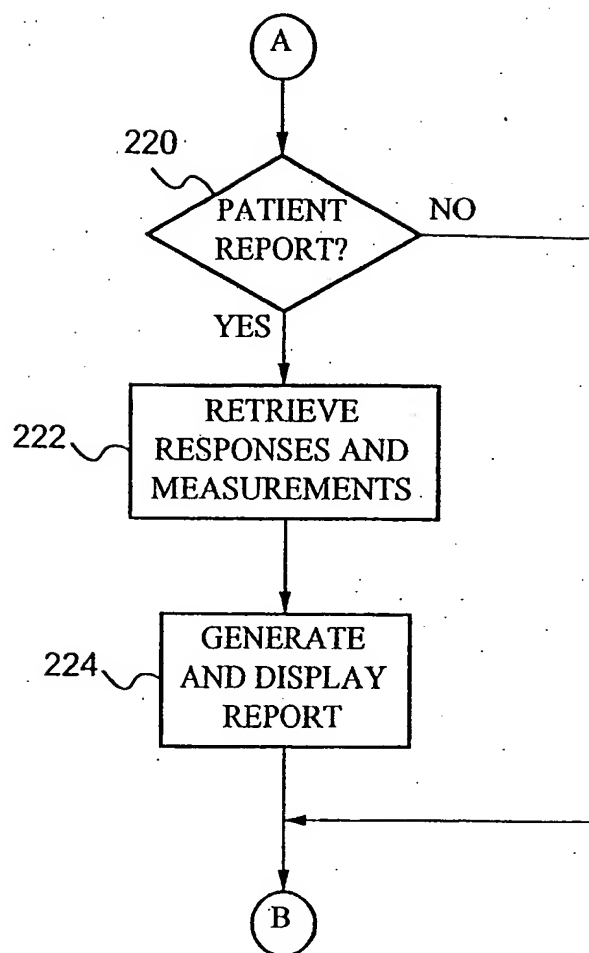 A
220
PATIENT
REPORT?
NO
YES
222
RETRIEVE
RESPONSES AND
MEASUREMENTS
224
GENERATE
AND DISPLAY
REPORT
B